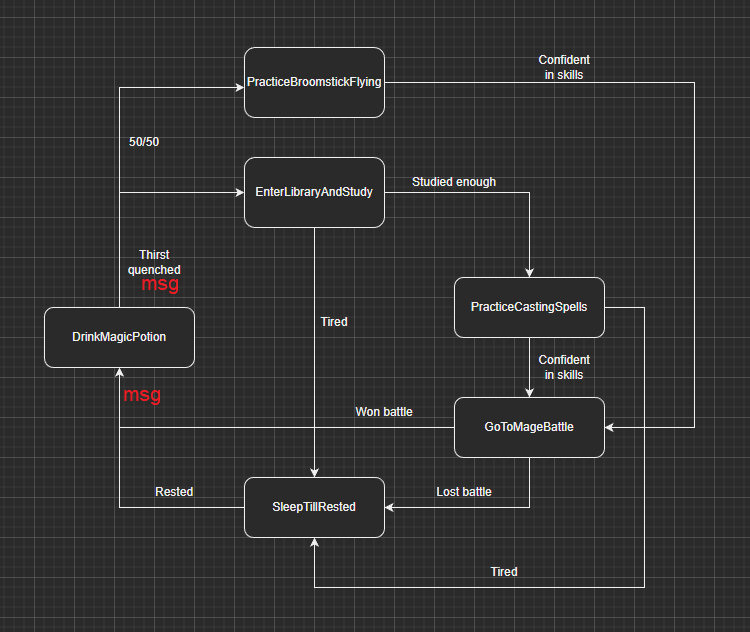 Confident
in skills
PracticeBroomstickFlying
50/50
Studied enough
EnterLibraryAndStudy
Thirst
quenched
msg
PracticeCastingSpells
Tired
DrinkMagicPotion
Confident
in skills
msg
Won battle
GoToMageBattle
Rested
Lost battle
SleepTillRested
Tired